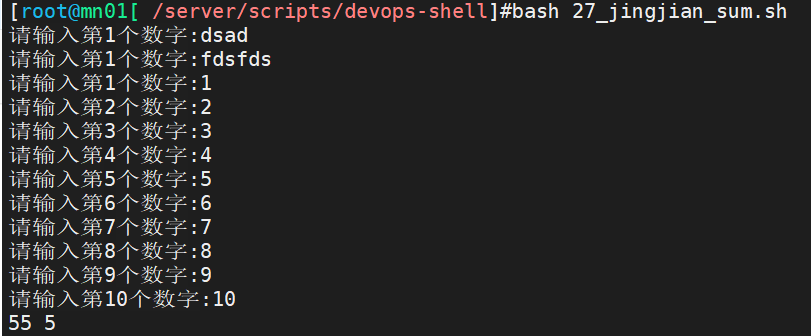 [root@mn01[ /server/scripts/devops-shell]#bash 27_jingjian_sum.sh
请输入第1个数字:dsad
请输入第1个数字:fdsfds
请输入第1个数字:1
请输入第2个数字:2
请输入第3个数字:3
请输入第4个数字:4
请输入第5个数字:5
请输入第6个数字:6
请输入第7个数字:7
请输入第8个数字:8
请输入第9个数字:9
请输入第10个数字:10
55 5